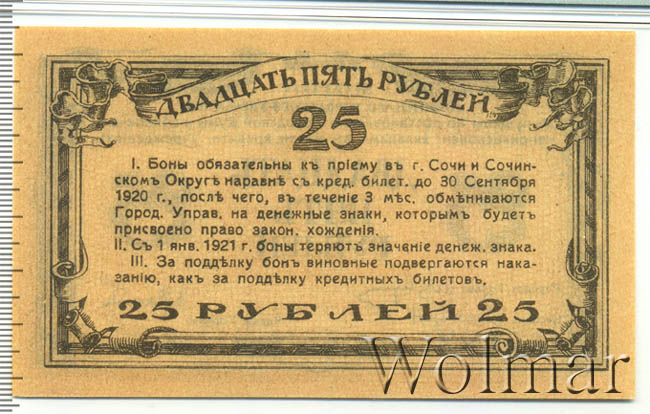 ДВАДЦАТЬ ПЯТЬ РУБЛЕЙ
25
I. Боны обязательны къ пріему въ г. Сочи и Сочин-
скомъ Округѣ наравнѣ съ кред. билет. до 30 Сентября
1920 г., послѣ чего, въ теченіе 3 мѣс. обмѣниваются
Город. Управ. на денежные знаки, которымъ будетъ
присвоено право закон. хожденія.
II. Съ 1 янв. 1921 г. боны теряютъ значеніе денеж. знака.
III. За поддѣлку бонъ виновные подвергаются нака-
занію, какъ за поддѣлку кредитныхъ билетовъ.
25 РУБЛЕЙ 25
Wolmar